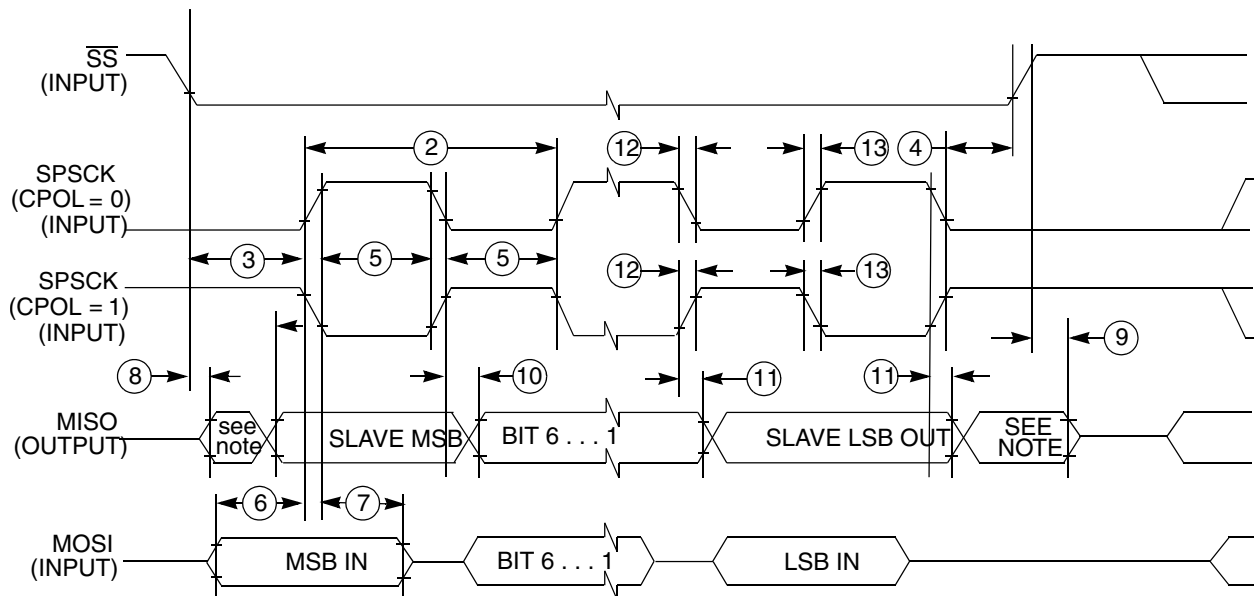 SS
(INPUT)
2
12
13
4
SPSCK
(CPOL = 0)
(INPUT)
3
5
5
12
13
SPSCK
(CPOL = 1)
(INPUT)
9
8
10
11
11
MISO
(OUTPUT)
see
note
SLAVE MSB
BIT 6 . . . 1
SLAVE LSB OUT
SEE
NOTE
6
7
MOSI
(INPUT)
MSB IN
BIT 6 . . . 1
LSB IN